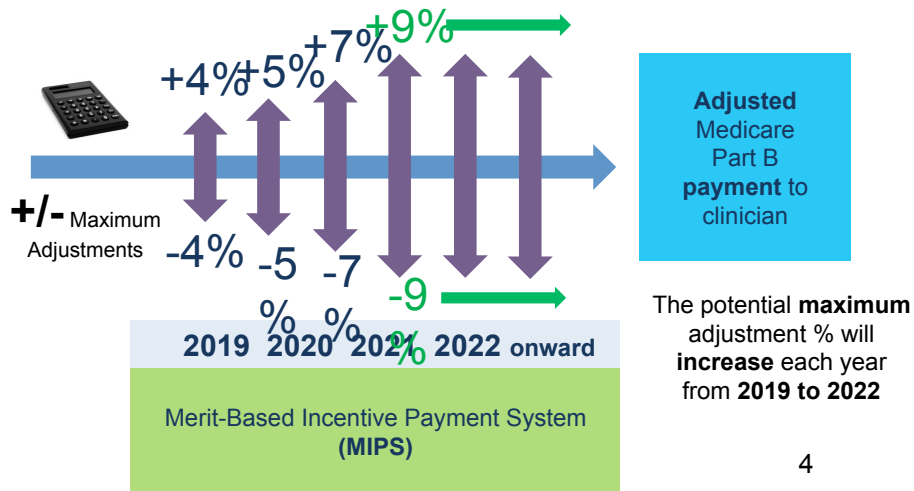 +4%
+5%
+7%
+9%
+/- Maximum
Adjustments
-4%
-5
%
-7
%
-9
%
2019 2020 2021 2022 onward
Merit-Based Incentive Payment System
(MIPS)
Adjusted
Medicare
Part B
payment to
clinician
The potential maximum
adjustment % will
increase each year
from 2019 to 2022
4